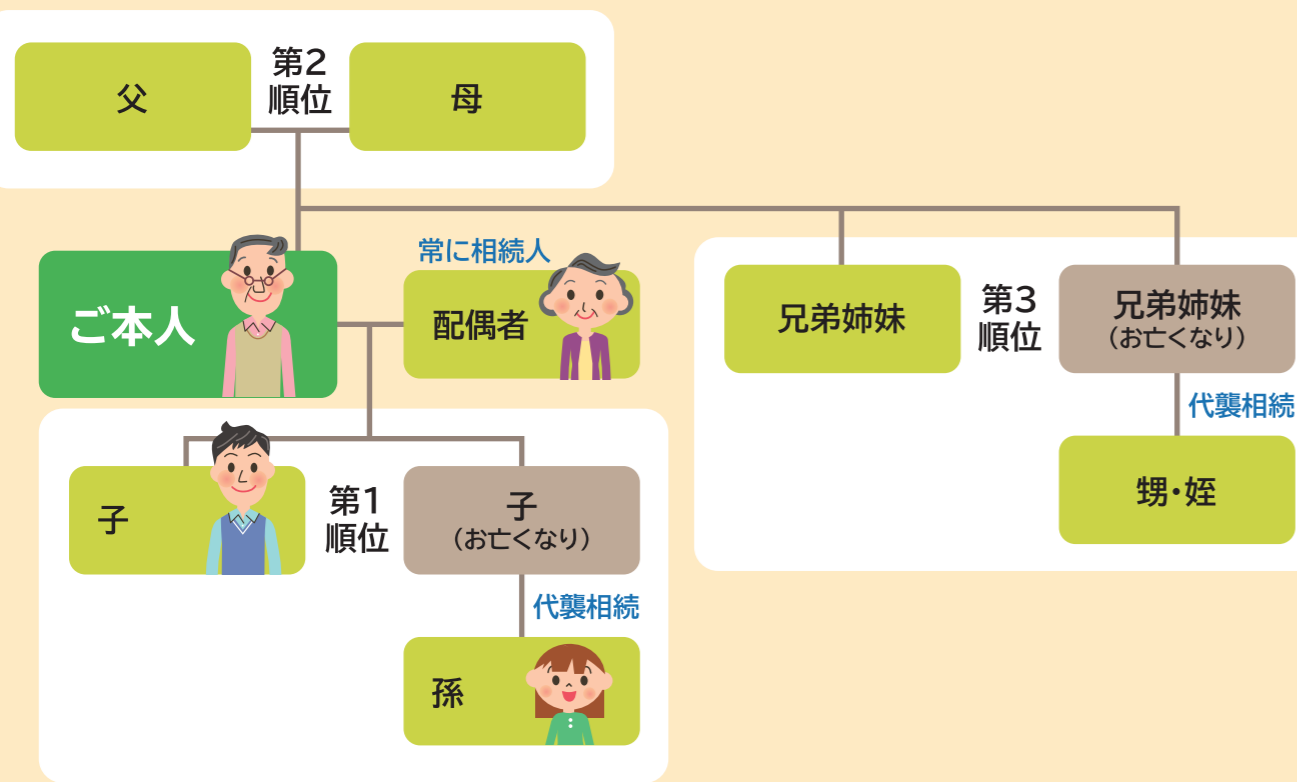 父
第2
順位
母
常に相続人
ご本人
配偶者
兄弟姉妹
第3
順位
兄弟姉妹
(お亡くなり)
代襲相続
甥・姪
子
第1
順位
子
(お亡くなり)
代襲相続
孫